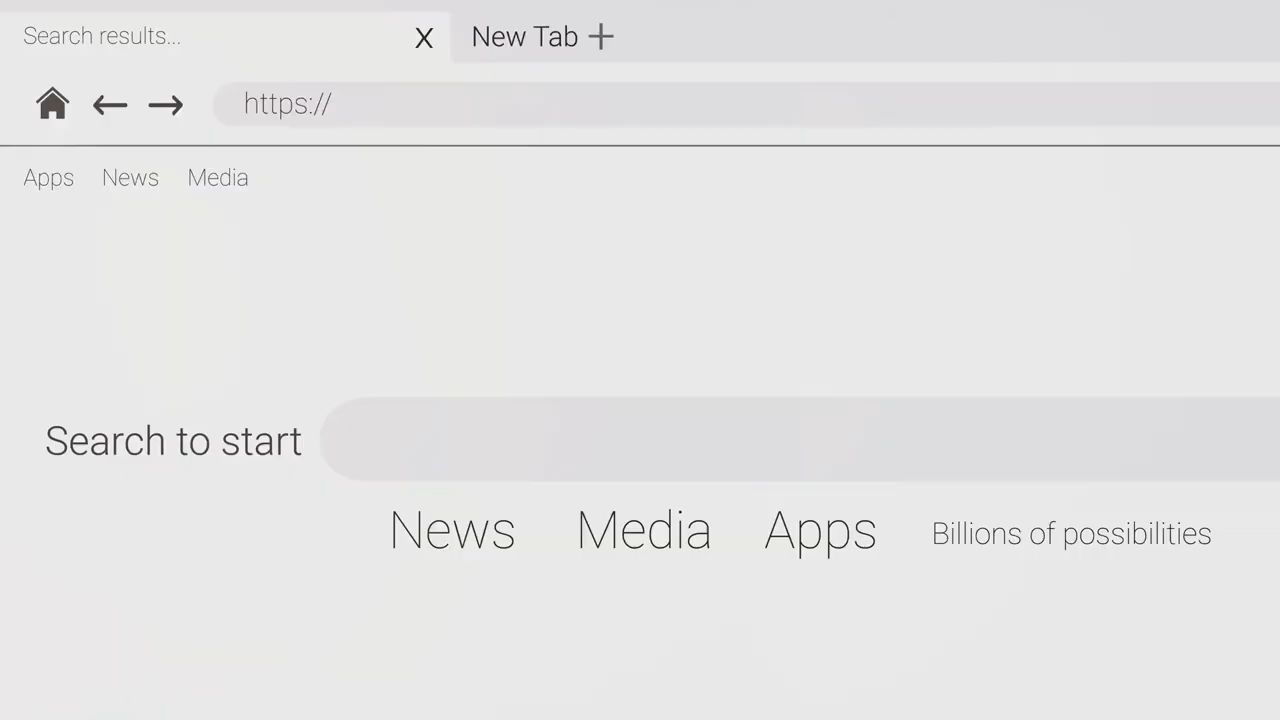 Search results... X New Tab +
https://
Apps News Media
Search to start
News Media Apps Billions of possibilities